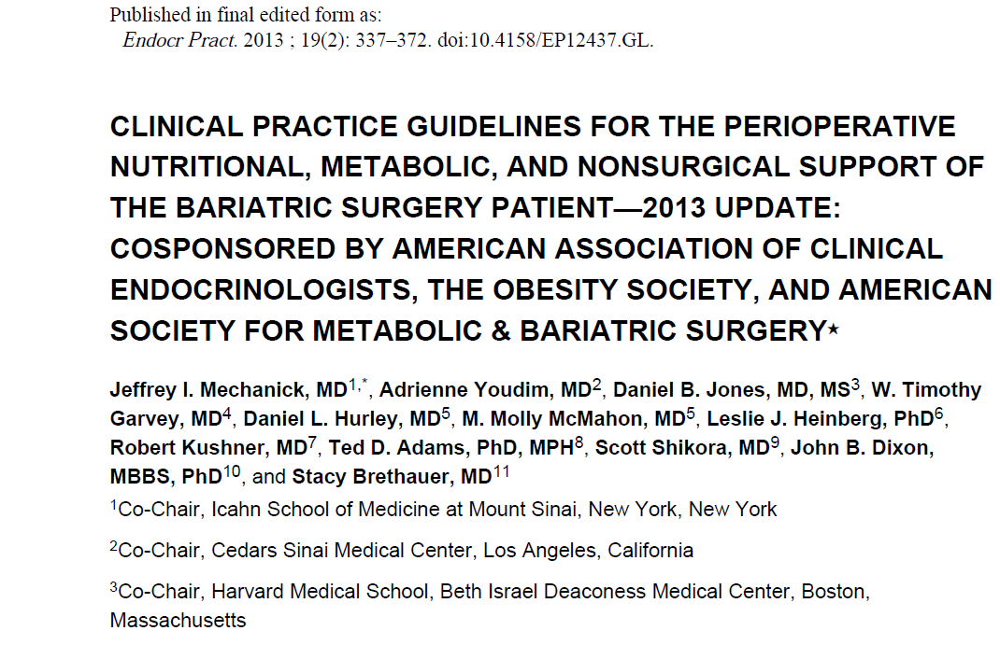 Published in final edited form as:
Endocr Pract. 2013 ; 19(2): 337–372. doi:10.4158/EP12437.GL.
CLINICAL PRACTICE GUIDELINES FOR THE PERIOPERATIVE
NUTRITIONAL, METABOLIC, AND NONSURGICAL SUPPORT OF
THE BARIATRIC SURGERY PATIENT—2013 UPDATE:
COSPONSORED BY AMERICAN ASSOCIATION OF CLINICAL
ENDOCRINOLOGISTS, THE OBESITY SOCIETY, AND AMERICAN
SOCIETY FOR METABOLIC & BARIATRIC SURGERY★
Jeffrey I. Mechanick, MD1,*, Adrienne Youdim, MD2, Daniel B. Jones, MD, MS3, W. Timothy
Garvey, MD4, Daniel L. Hurley, MD5, M. Molly McMahon, MD5, Leslie J. Heinberg, PhD6,
Robert Kushner, MD7, Ted D. Adams, PhD, MPH8, Scott Shikora, MD9, John B. Dixon,
MBBS, PhD10, and Stacy Brethauer, MD11
1Co-Chair, Icahn School of Medicine at Mount Sinai, New York, New York
2Co-Chair, Cedars Sinai Medical Center, Los Angeles, California
3Co-Chair, Harvard Medical School, Beth Israel Deaconess Medical Center, Boston,
Massachusetts